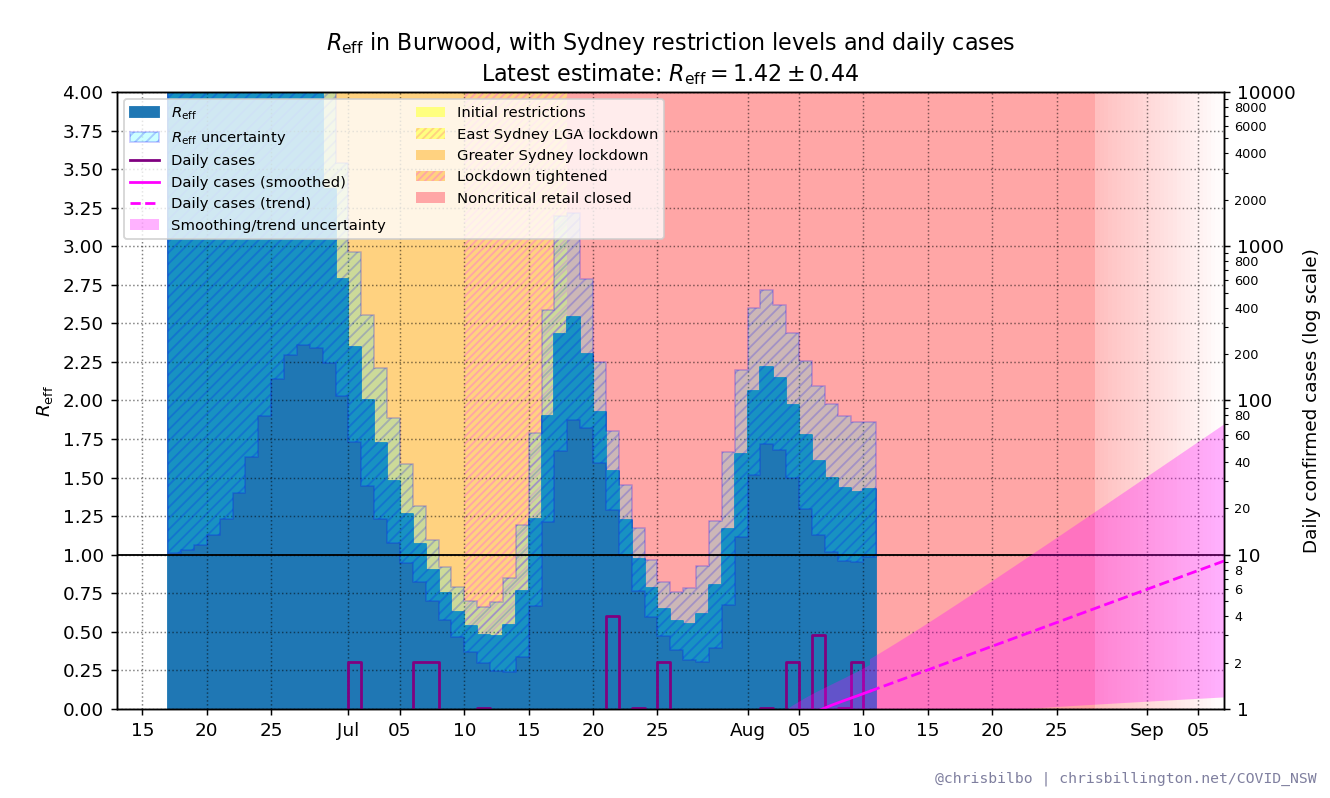 Reff in Burwood, with Sydney restriction levels and daily cases
Latest estimate: Reff = 1.42 ± 0.44
Reff
Reff uncertainty
Daily cases
Daily cases (smoothed)
Daily cases (trend)
Smoothing/trend uncertainty
Initial restrictions
East Sydney LGA lockdown
Greater Sydney lockdown
Lockdown tightened
Noncritical retail closed
Reff
4.00
3.75
3.50
3.25
3.00
2.75
2.50
2.25
2.00
1.75
1.50
1.25
1.00
0.75
0.50
0.25
0.00
10000
8000
6000
4000
2000
1000
800
600
400
200
100
80
60
40
20
10
8
6
4
2
1
Daily confirmed cases (log scale)
15 20 25 Jul 05 10 15 20 25 Aug 05 10 15 20 25 Sep 05
@chrisbilbo | chrisbillington.net/COVID_NSW